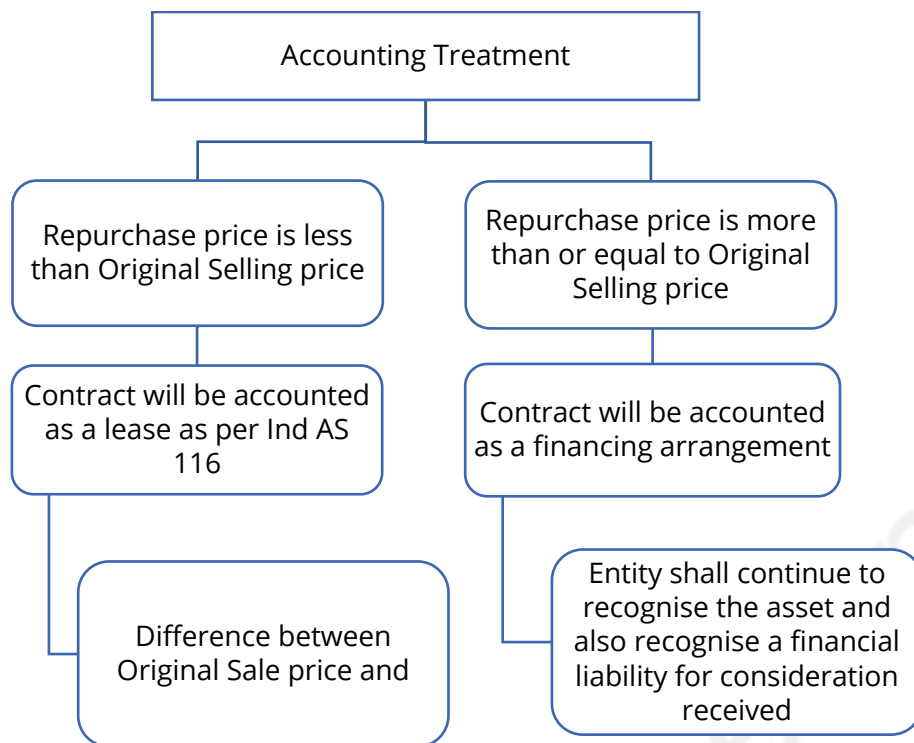 Accounting Treatment
Repurchase price is less
than Original Selling price
Contract will be accounted
as a lease as per Ind AS
116
Difference between
Original Sale price and
Repurchase price is more
than or equal to Original
Selling price
Contract will be accounted
as a financing arrangement
Entity shall continue to
recognise the asset and
also recognise a financial
liability for consideration
received